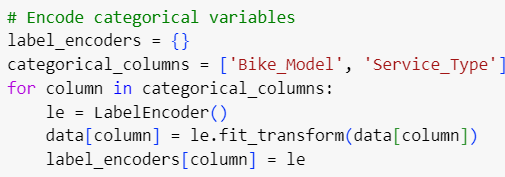 # Encode categorical variables
label_encoders = {}
categorical_columns = ['Bike_Model', 'Service_Type']
for column in categorical_columns:
    le = LabelEncoder()
    data[column] = le.fit_transform(data[column])
    label_encoders[column] = le